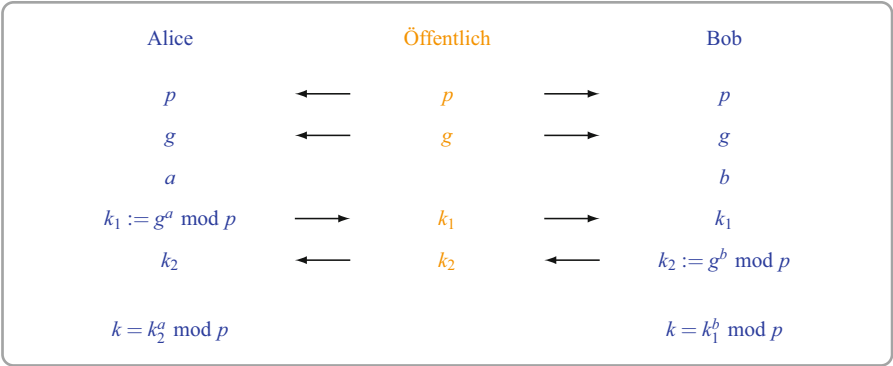 Alice Öffentlich Bob
p ← p → p
g ← g → g
a b
k₁ := gᵃ mod p → k₁ → k₁
k₂ ← k₂ ← k₂ := gᵇ mod p
k = k₂ᵃ mod p k = k₁ᵇ mod p